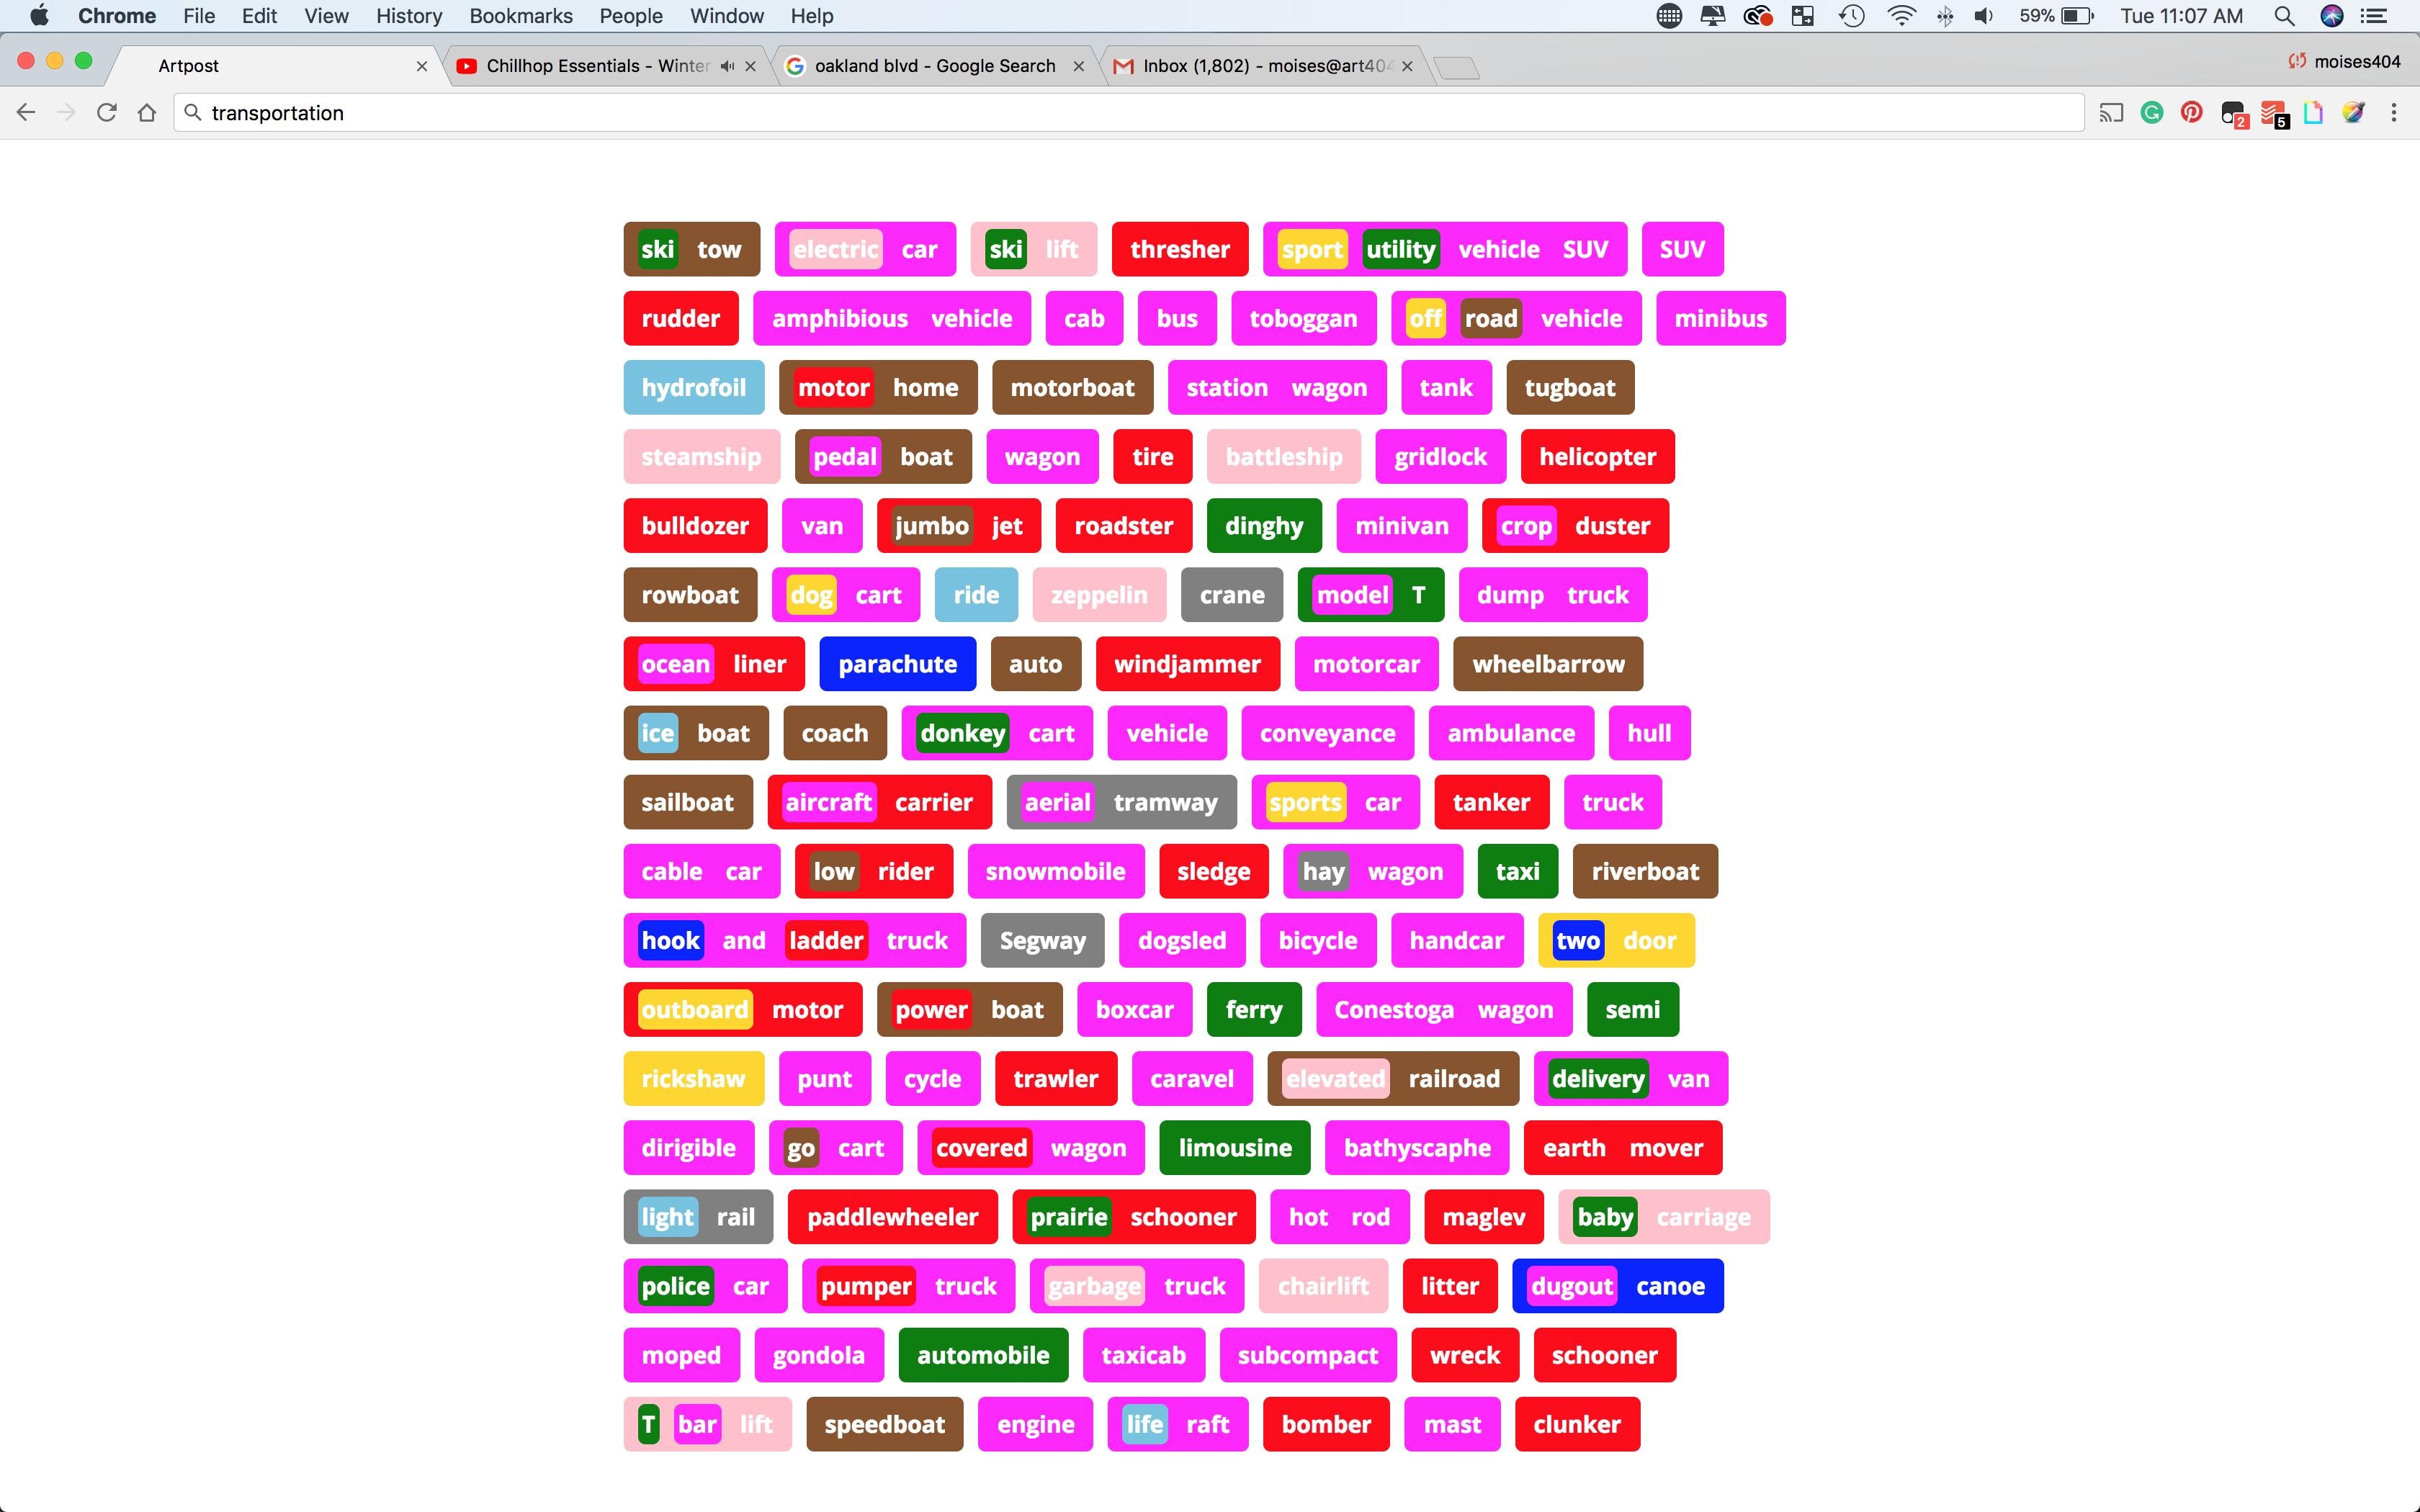 Chrome File Edit View History Bookmarks People Window Help 59% Tue 11:07 AM
Artpost Chillhop Essentials - Winter oakland blvd - Google Search Inbox (1,802) - moises@art404 moises404
transportation 2 5
ski tow electric car ski lift thresher sport utility vehicle SUV SUV
rudder amphibious vehicle cab bus toboggan off road vehicle minibus
hydrofoil motor home motorboat station wagon tank tugboat
steamship pedal boat wagon tire battleship gridlock helicopter
bulldozer van jumbo jet roadster dinghy minivan crop duster
rowboat dog cart ride zeppelin crane model T dump truck
ocean liner parachute auto windjammer motorcar wheelbarrow
ice boat coach donkey cart vehicle conveyance ambulance hull
sailboat aircraft carrier aerial tramway sports car tanker truck
cable car low rider snowmobile sledge hay wagon taxi riverboat
hook and ladder truck Segway dogsled bicycle handcar two door
outboard motor power boat boxcar ferry Conestoga wagon semi
rickshaw punt cycle trawler caravel elevated railroad delivery van
dirigible go cart covered wagon limousine bathyscaphe earth mover
light rail paddlewheeler prairie schooner hot rod maglev baby carriage
police car pumper truck garbage truck chairlift litter dugout canoe
moped gondola automobile taxicab subcompact wreck schooner
T bar lift speedboat engine life raft bomber mast clunker